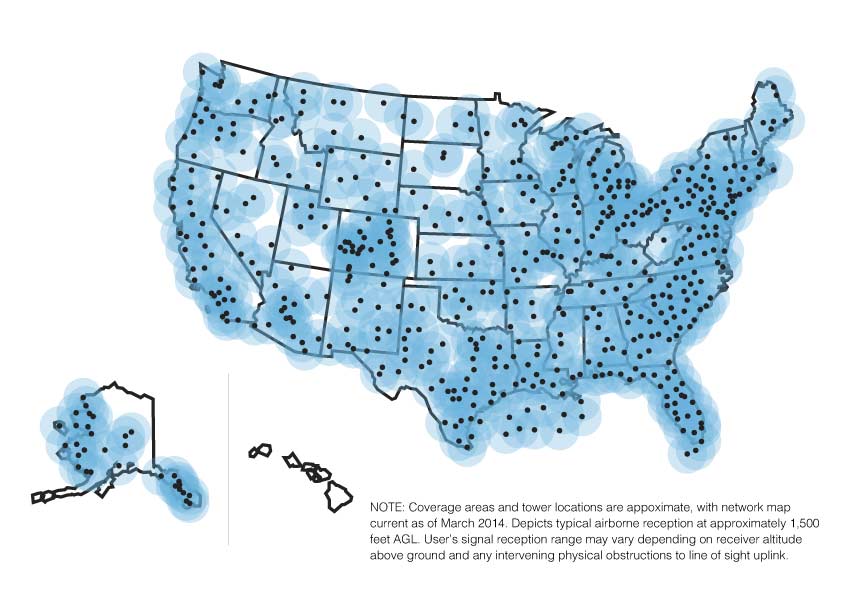 NOTE: Coverage areas and tower locations are appoximate, with network map
current as of March 2014. Depicts typical airborne reception at approximately 1,500
feet AGL. User's signal reception range may vary depending on receiver altitude
above ground and any intervening physical obstructions to line of sight uplink.